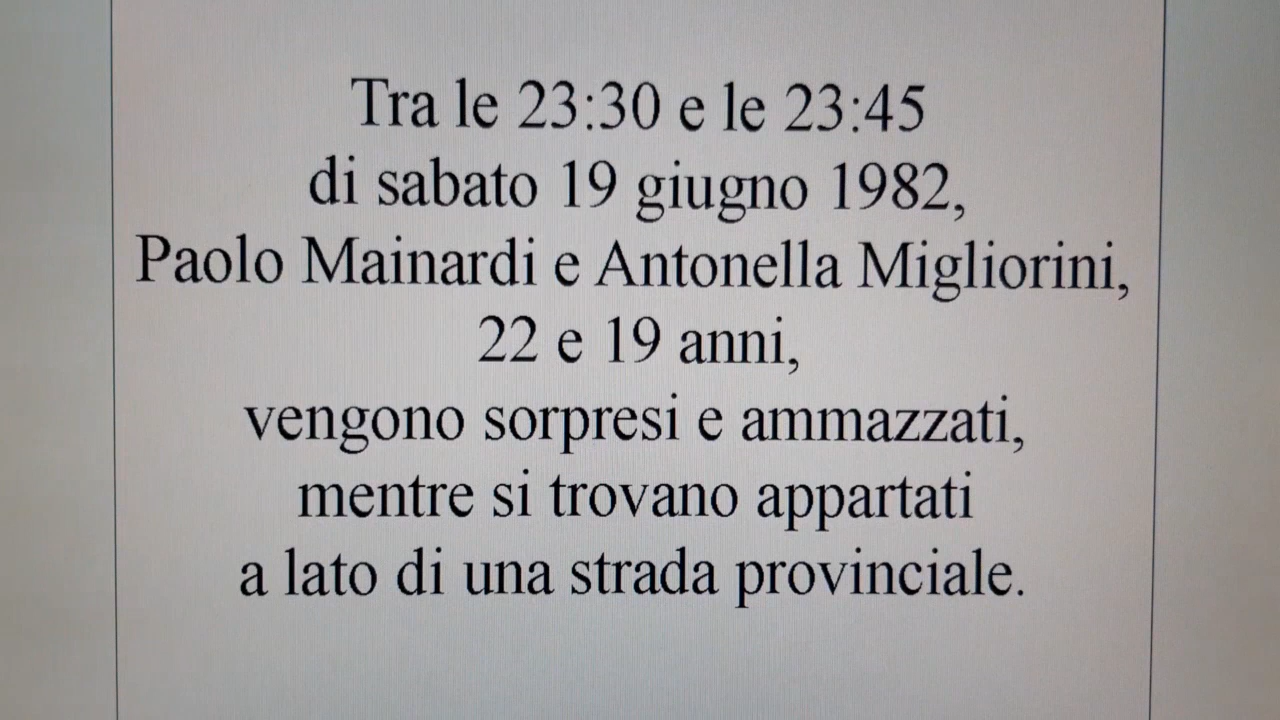 Tra le 23:30 e le 23:45
di sabato 19 giugno 1982,
Paolo Mainardi e Antonella Migliorini,
22 e 19 anni,
vengono sorpresi e ammazzati,
mentre si trovano appartati
a lato di una strada provinciale.